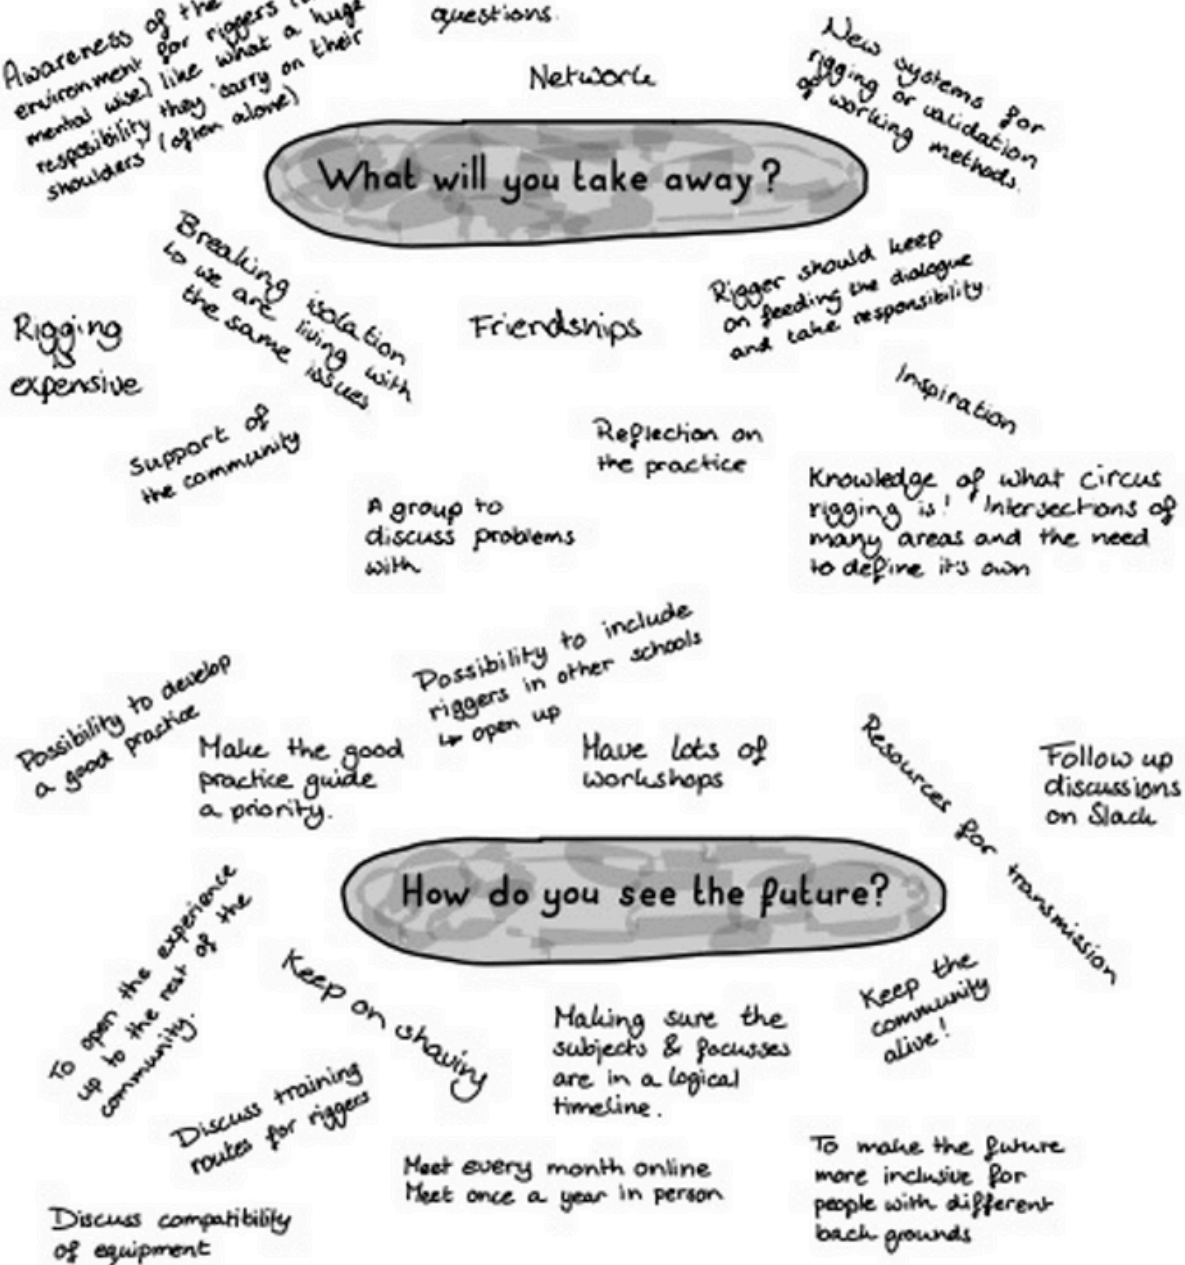 Awareness of the
environment for riggers
mental wise) like what a huge
resposibility they carry on their
shoulders (often alone)
questions.
Network
New systems for
rigging or validation
of working methods.
What will you take away?
Breaking isolation
↳ we are living with
the same issues
Rigger should keep
on feeding the dialogue
and take responsibility.
Rigging
is
expensive
Friendships
Inspiration
Support of
the community
Reflection on
the practice
A group to
discuss problems
with
Knowledge of what circus
rigging is! Intersections of
many areas and the need
to define it's own
Possibility to include
riggers in other schools
↳ open up
Possibility to develop
a good practice
Make the good
practice guide
a priority.
Have lots of
workshops
Resources for transmission
Follow up
discussions
on Slack
How do you see the future?
To open the experience
up to the rest of the
community.
Keep on sharing
Making sure the
subjects & focusses
are in a logical
timeline.
Keep the
community
alive!
Discuss training
routes for riggers
Meet every month online
Meet once a year in person
To make the future
more inclusive for
people with different
back grounds
Discuss compatibility
of equipment